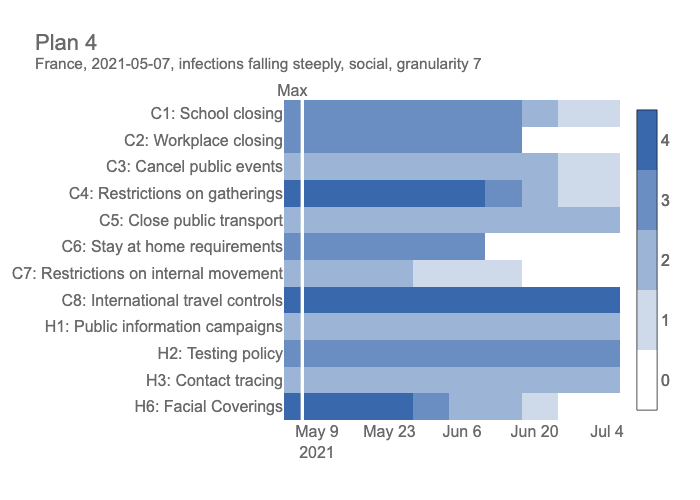 Plan 4
France, 2021-05-07, infections falling steeply, social, granularity 7
Max
C1: School closing
C2: Workplace closing
C3: Cancel public events
C4: Restrictions on gatherings
C5: Close public transport
C6: Stay at home requirements
C7: Restrictions on internal movement
C8: International travel controls
H1: Public information campaigns
H2: Testing policy
H3: Contact tracing
H6: Facial Coverings
May 9 May 23 Jun 6 Jun 20 Jul 4
2021
4
3
2
1
0